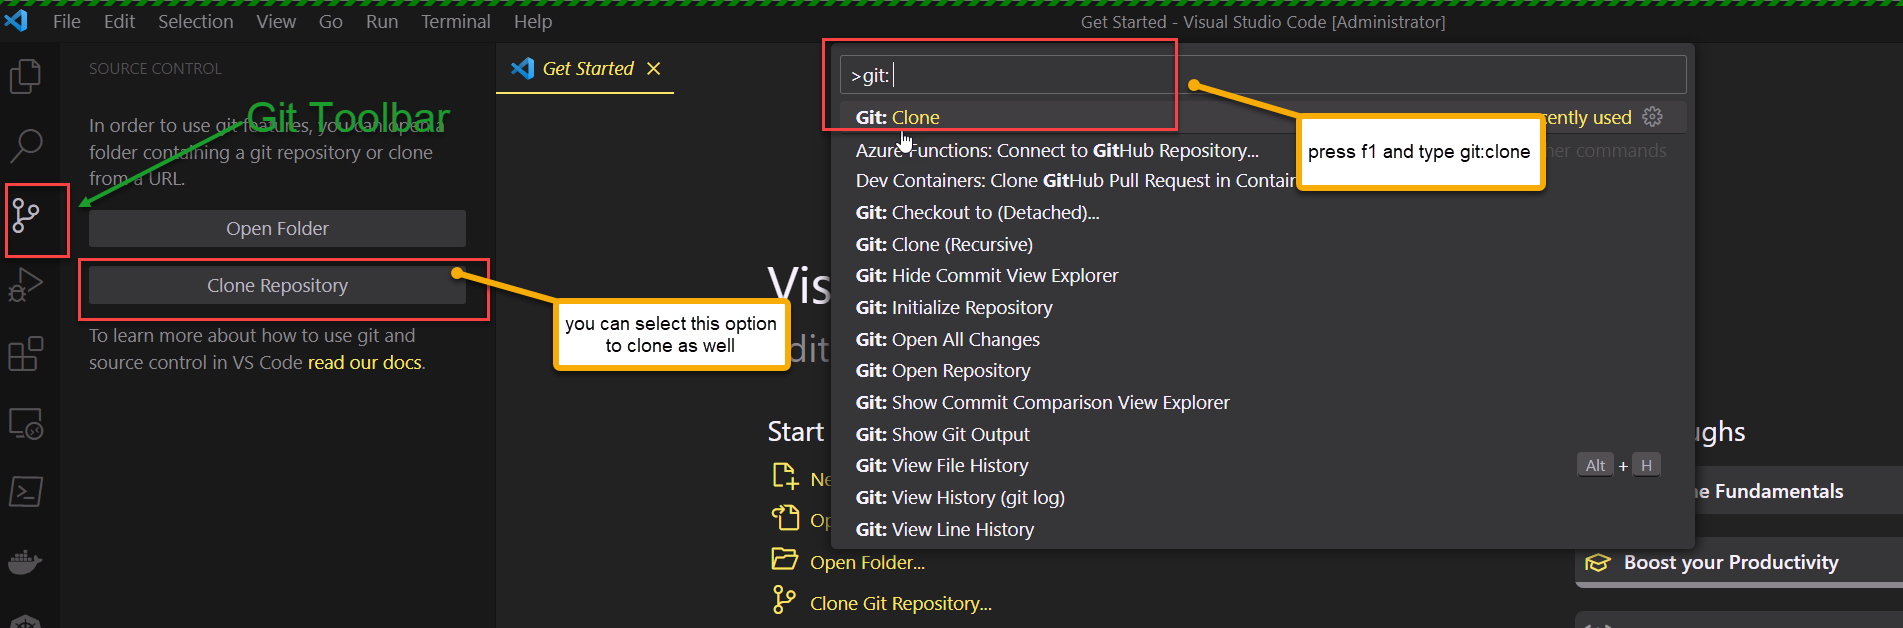 File Edit Selection View Go Run Terminal Help
Get Started - Visual Studio Code [Administrator]
SOURCE CONTROL
Git Toolbar
In order to use git features, you can open a
folder containing a git repository or clone
from a URL.
Open Folder
Clone Repository
you can select this option
to clone as well
To learn more about how to use git and
source control in VS Code read our docs.
Get Started
>git:
Git: Clone
cently used
press f1 and type git:clone
Azure Functions: Connect to GitHub Repository...
her commands
Dev Containers: Clone GitHub Pull Request in Contair
Git: Checkout to (Detached)...
Git: Clone (Recursive)
Git: Hide Commit View Explorer
Git: Initialize Repository
Git: Open All Changes
Git: Open Repository
Git: Show Commit Comparison View Explorer
Git: Show Git Output
Git: View File History
Alt + H
Git: View History (git log)
Git: View Line History
Vis
dit
Start
Ne
Op
Open Folder...
Clone Git Repository...
ughs
he Fundamentals
Boost your Productivity